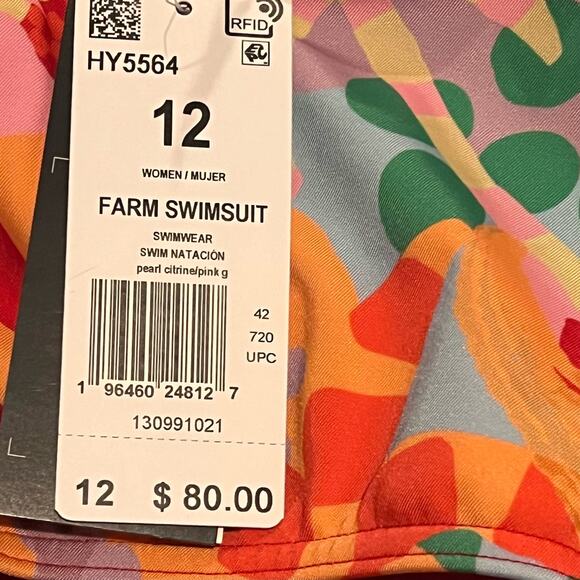 RFID
HY5564
12
WOMEN / MUJER
FARM SWIMSUIT
SWIMWEAR
SWIM NATACIÓN
pearl citrine/pink g
42
720
UPC
1 96460 24812 7
130991021
12 $ 80.00